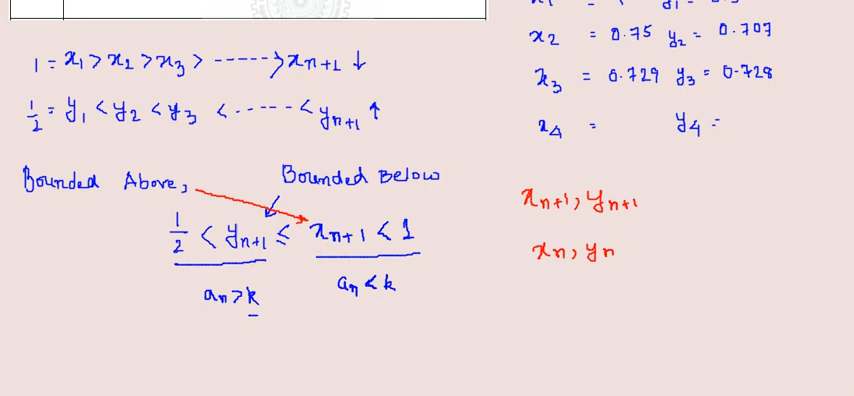 1 = x₁ > x₂ > x₃ > ------> xₙ₊₁ ↓
1/2 = y₁ < y₂ < y₃ < ------ < yₙ₊₁ ↑
Bounded Above,
Bounded Below
1/2 < yₙ₊₁ ≤ xₙ₊₁ < 1
aₙ > k
aₙ < k
x₂ = 0.75 y₂ = 0.707
x₃ = 0.729 y₃ = 0.728
x₄ = y₄ =
xₙ₊₁, yₙ₊₁
xₙ, yₙ